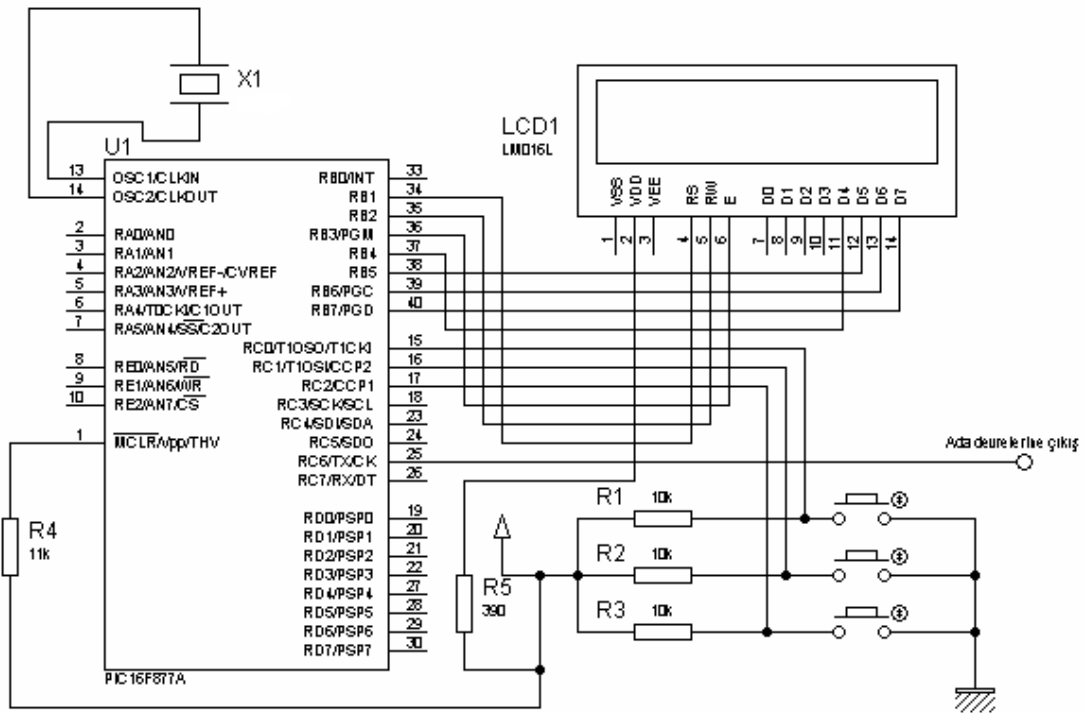 X1
U1
13 OSC1/CLKIN
14 OSC2/CLKOUT
2 RA0/AN0
3 RA1/AN1
4 RA2/AN2/VREF-/CVREF
5 RA3/AN3/VREF+
6 RA4/T0CKI/C1OUT
7 RA5/AN4/SS/C2OUT
8 RE0/AN5/RD
9 RE1/AN6/WR
10 RE2/AN7/CS
1 MCLR/Vpp/THV
RB0/INT 33
RB1 34
RB2 35
RB3/PGM 36
RB4 37
RB5 38
RB6/PGC 39
RB7/PGD 40
RC0/T1OSO/T1CKI 15
RC1/T1OSI/CCP2 16
RC2/CCP1 17
RC3/SCK/SCL 18
RC4/SDI/SDA 23
RC5/SDO 24
RC6/TX/CK 25
RC7/RX/DT 26
RD0/PSP0 19
RD1/PSP1 20
RD2/PSP2 21
RD3/PSP3 22
RD4/PSP4 27
RD5/PSP5 28
RD6/PSP6 29
RD7/PSP7 30
PIC16F877A
LCD1
LM016L
VSS VDD VEE RS RW E D0 D1 D2 D3 D4 D5 D6 D7
1 2 3 4 5 6 7 8 9 10 11 12 13 14
Ada devrelerine çıkış
R1 10k
R2 10k
R3 10k
R4
11k
R5
390